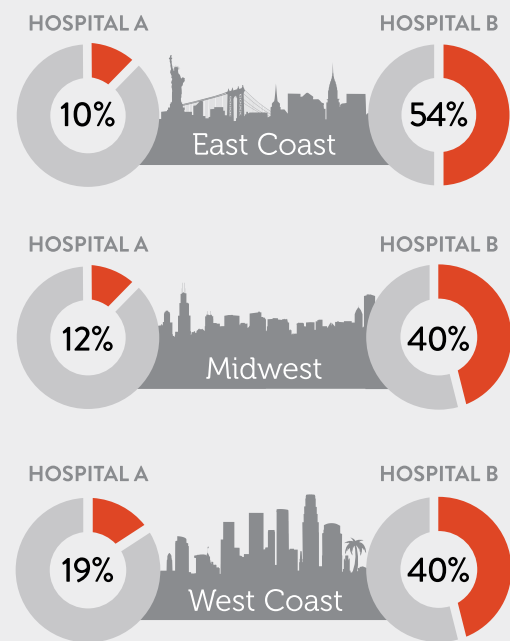 HOSPITAL A
HOSPITAL B
10%
54%
East Coast
HOSPITAL A
HOSPITAL B
12%
40%
Midwest
HOSPITAL A
HOSPITAL B
19%
40%
West Coast